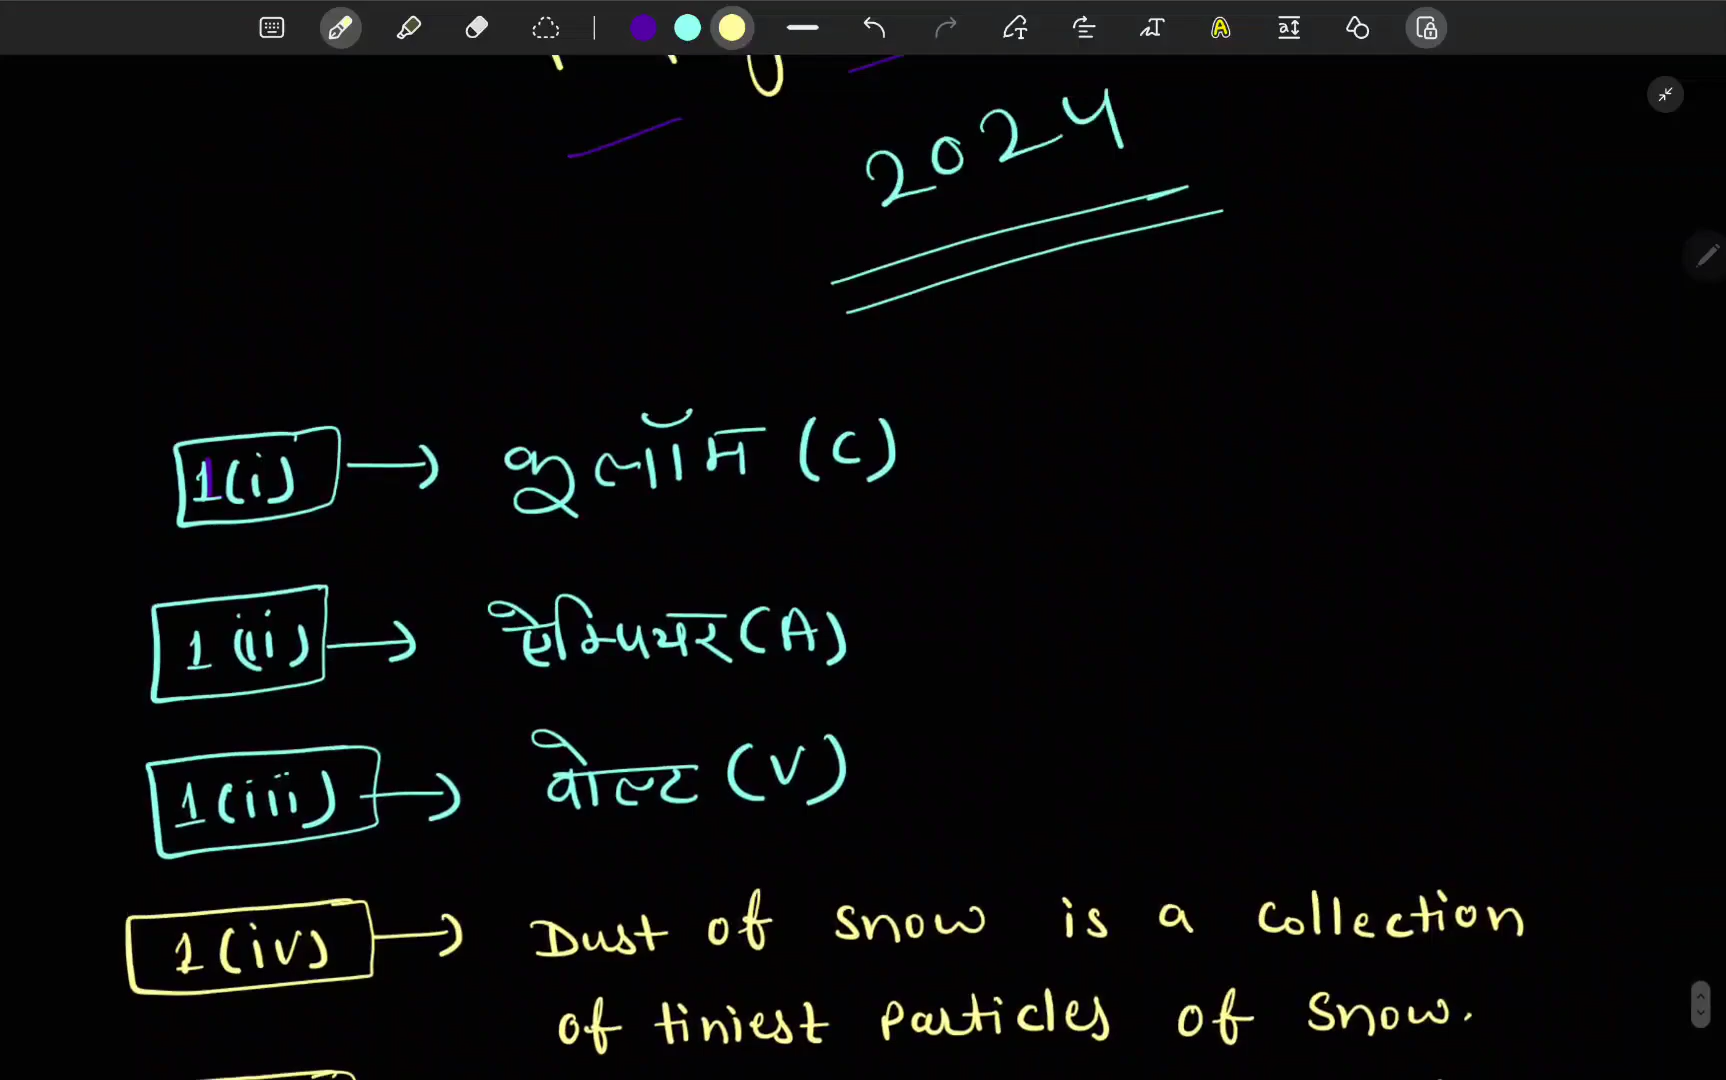 2024
1(i) → कुलॉम (C)
1(ii) → ऐम्पियर (A)
1(iii) → वोल्ट (V)
1(iv) → Dust of snow is a collection
of tiniest particles of snow.